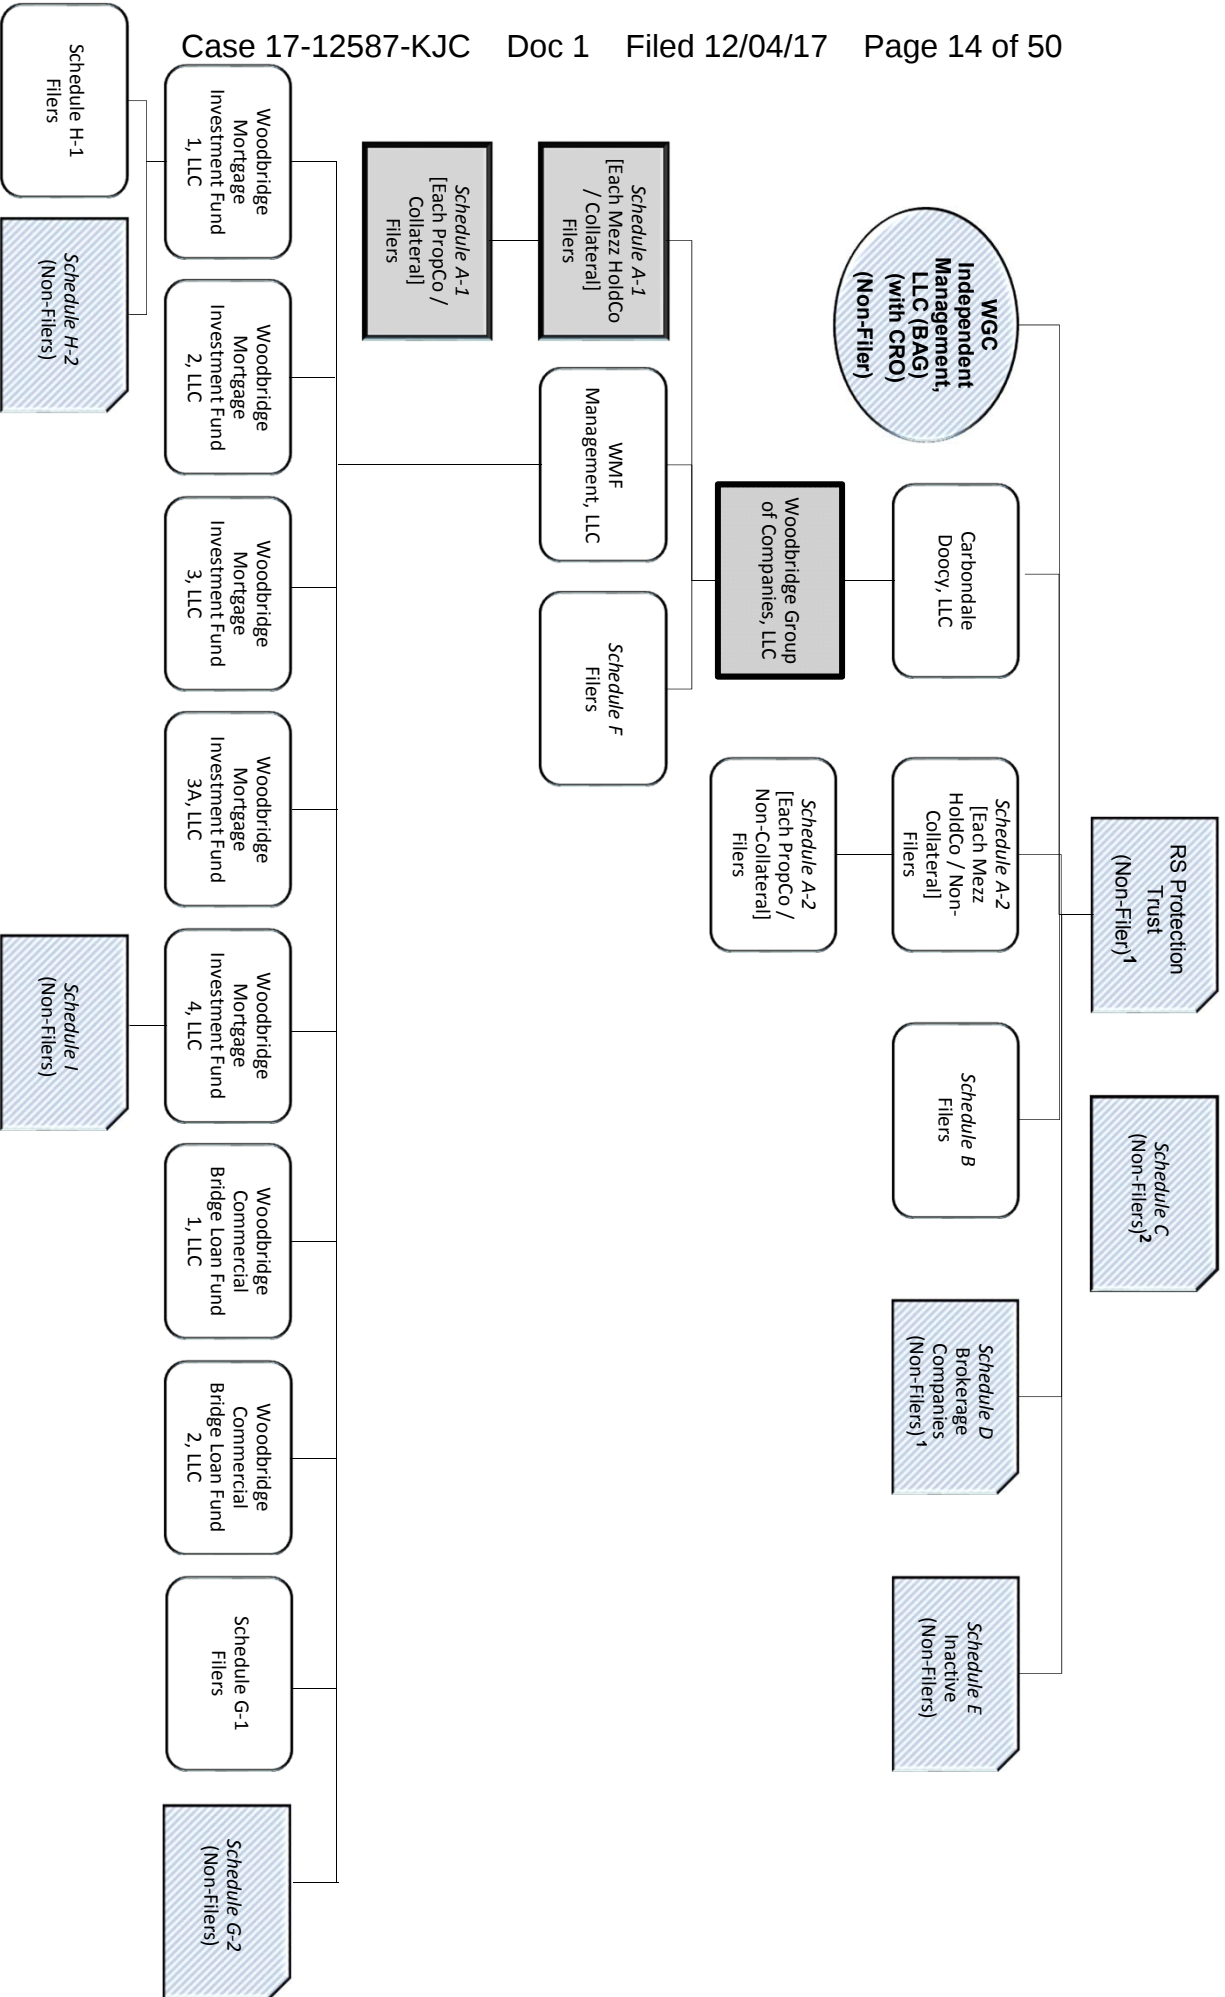 Case 17-12587-KJC Doc 1 Filed 12/04/17 Page 14 of 50
RS Protection
Trust
(Non-Filer)1
Schedule C
(Non-Filers)2
WGC
Independent
Management,
LLC (BAG)
(with CRO)
(Non-Filer)
Carbondale
Doocy, LLC
Schedule A-2
[Each Mezz
HoldCo / Non-
Collateral]
Filers
Schedule B
Filers
Schedule D
Brokerage
Companies
(Non-Filers) 1
Schedule E
Inactive
(Non-Filers)
Woodbridge Group
of Companies, LLC
Schedule A-2
[Each PropCo /
Non-Collateral]
Filers
Schedule A-1
[Each Mezz HoldCo
/ Collateral]
Filers
WMF
Management, LLC
Schedule F
Filers
Schedule A-1
[Each PropCo /
Collateral]
Filers
Woodbridge
Mortgage
Investment Fund
1, LLC
Woodbridge
Mortgage
Investment Fund
2, LLC
Woodbridge
Mortgage
Investment Fund
3, LLC
Woodbridge
Mortgage
Investment Fund
3A, LLC
Woodbridge
Mortgage
Investment Fund
4, LLC
Woodbridge
Commercial
Bridge Loan Fund
1, LLC
Woodbridge
Commercial
Bridge Loan Fund
2, LLC
Schedule G-1
Filers
Schedule G-2
(Non-Filers)
Schedule H-1
Filers
Schedule H-2
(Non-Filers)
Schedule I
(Non-Filers)